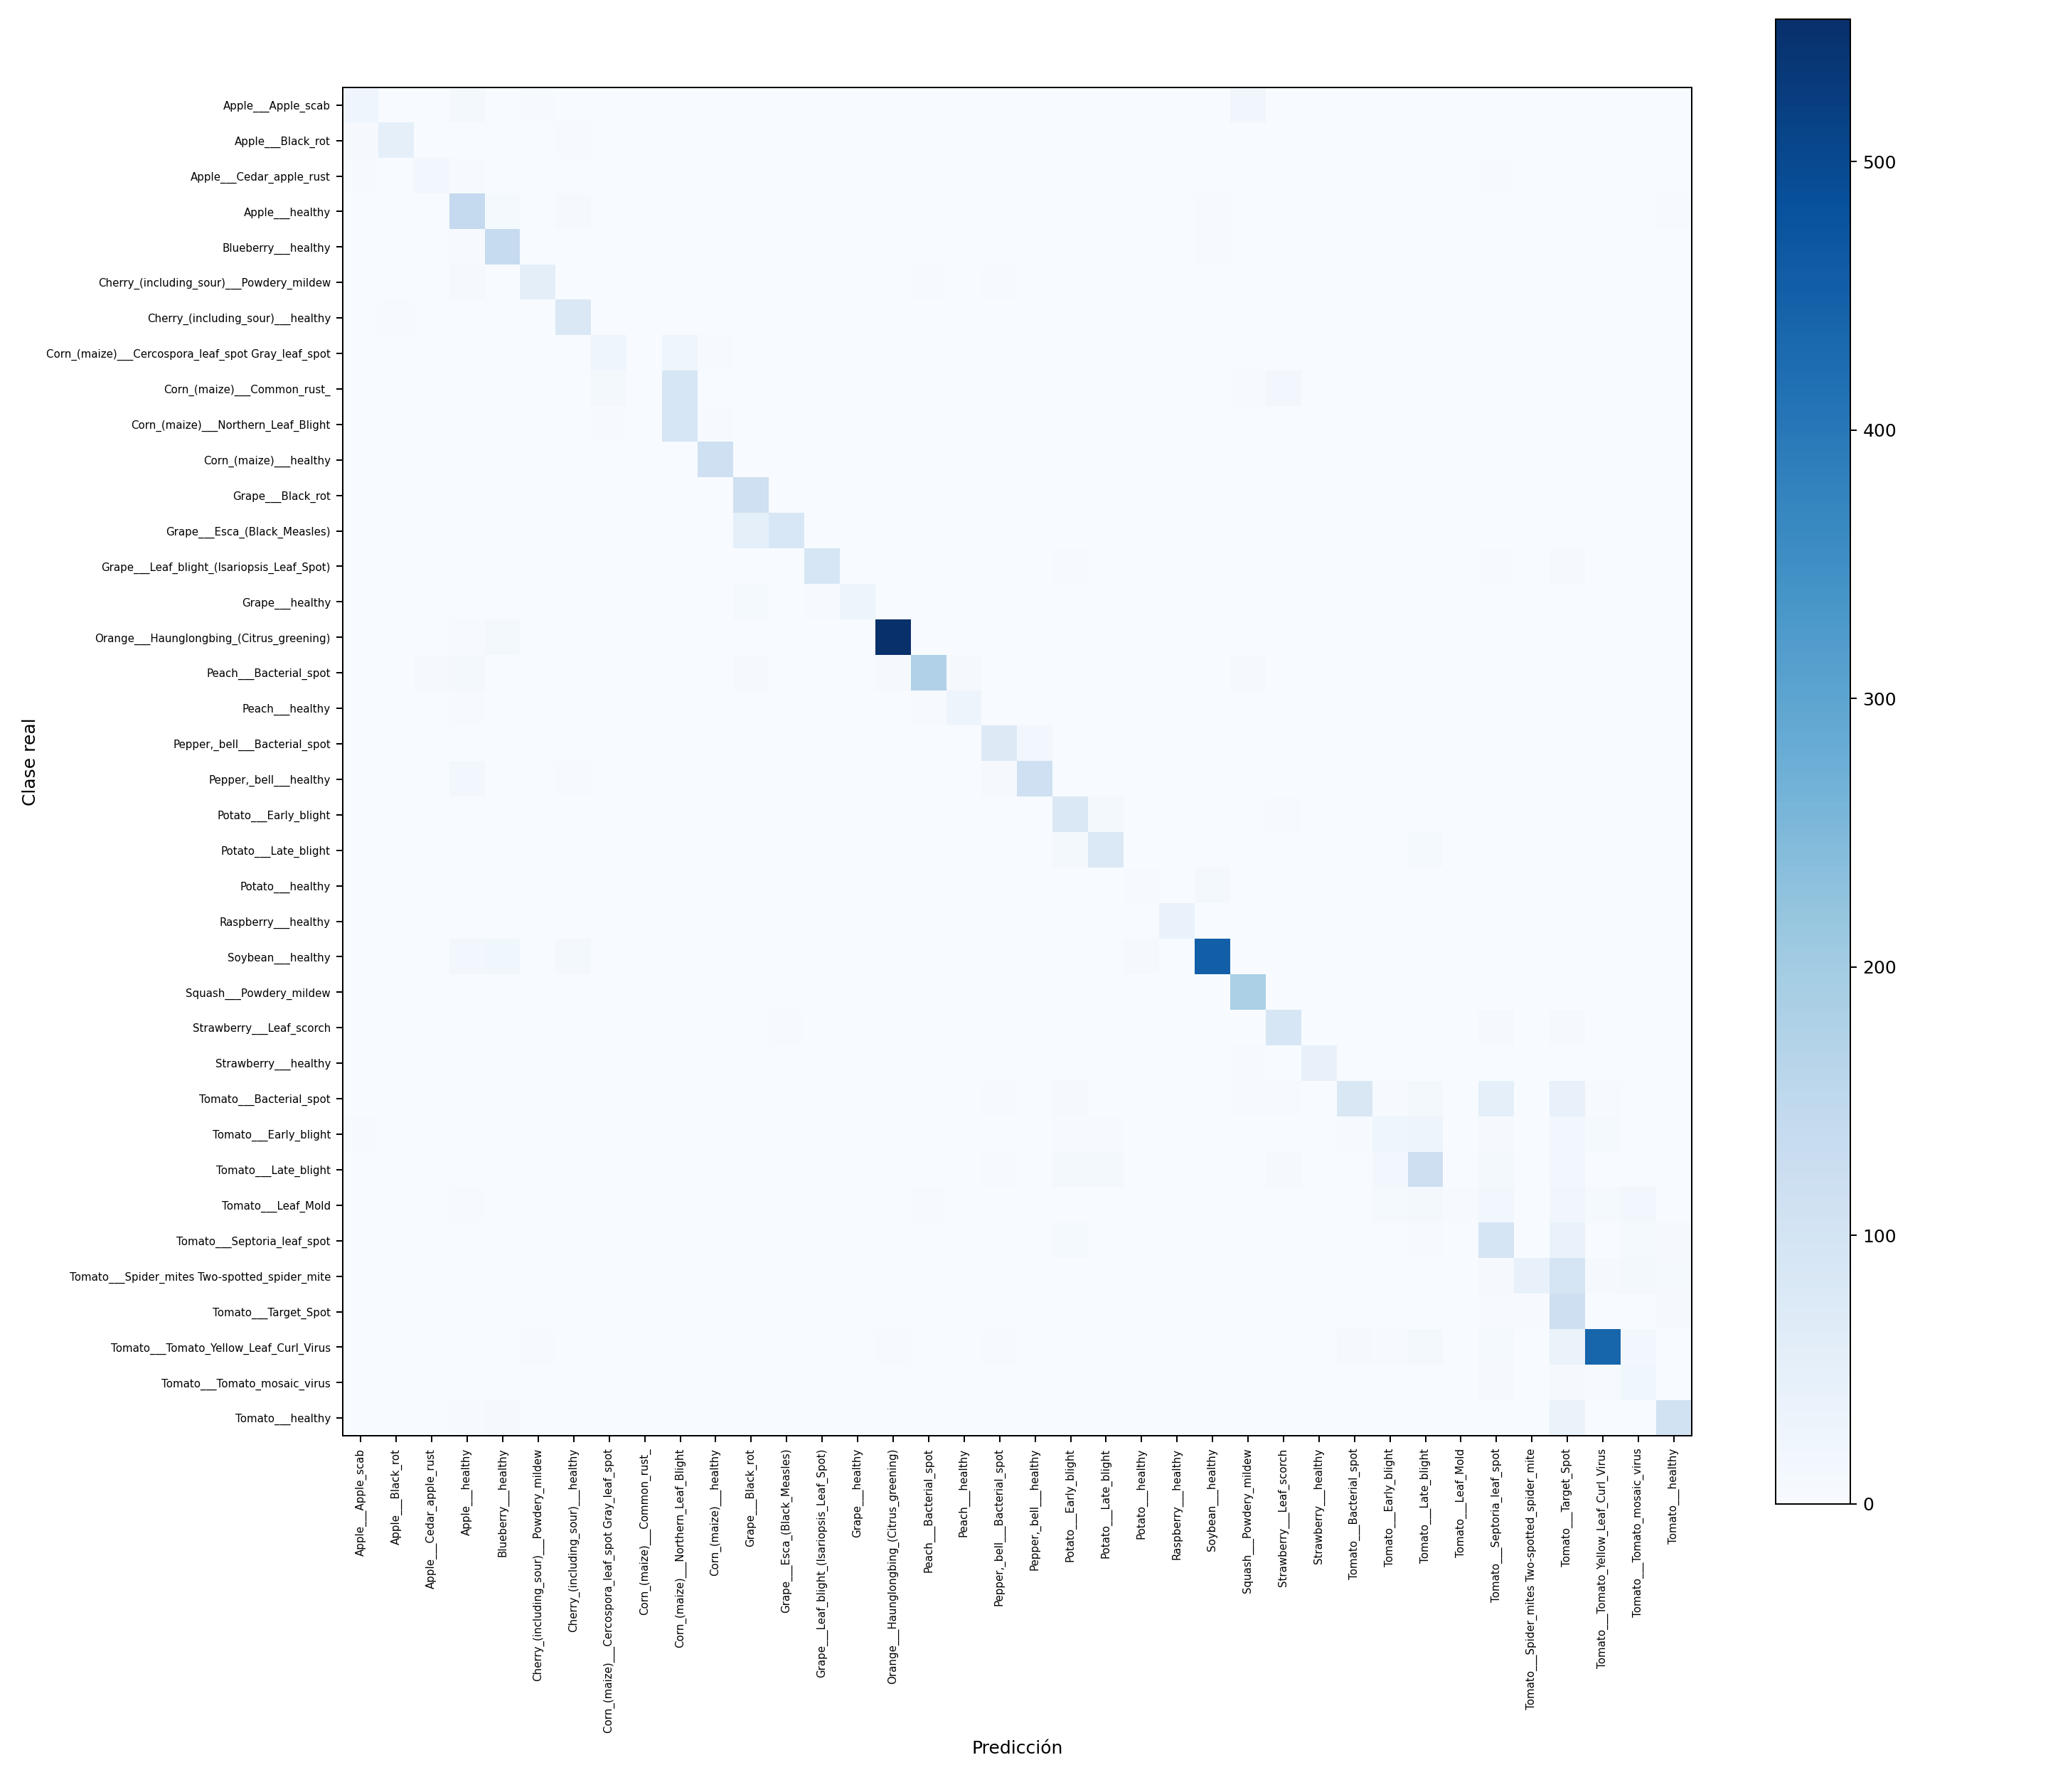 Clase real
Apple___Apple_scab
Apple___Black_rot
Apple___Cedar_apple_rust
Apple___healthy
Blueberry___healthy
Cherry_(including_sour)___Powdery_mildew
Cherry_(including_sour)___healthy
Corn_(maize)___Cercospora_leaf_spot Gray_leaf_spot
Corn_(maize)___Common_rust_
Corn_(maize)___Northern_Leaf_Blight
Corn_(maize)___healthy
Grape___Black_rot
Grape___Esca_(Black_Measles)
Grape___Leaf_blight_(Isariopsis_Leaf_Spot)
Grape___healthy
Orange___Haunglongbing_(Citrus_greening)
Peach___Bacterial_spot
Peach___healthy
Pepper,_bell___Bacterial_spot
Pepper,_bell___healthy
Potato___Early_blight
Potato___Late_blight
Potato___healthy
Raspberry___healthy
Soybean___healthy
Squash___Powdery_mildew
Strawberry___Leaf_scorch
Strawberry___healthy
Tomato___Bacterial_spot
Tomato___Early_blight
Tomato___Late_blight
Tomato___Leaf_Mold
Tomato___Septoria_leaf_spot
Tomato___Spider_mites Two-spotted_spider_mite
Tomato___Target_Spot
Tomato___Tomato_Yellow_Leaf_Curl_Virus
Tomato___Tomato_mosaic_virus
Tomato___healthy
Apple___Apple_scab
Apple___Black_rot
Apple___Cedar_apple_rust
Apple___healthy
Blueberry___healthy
Cherry_(including_sour)___Powdery_mildew
Cherry_(including_sour)___healthy
Corn_(maize)___Cercospora_leaf_spot Gray_leaf_spot
Corn_(maize)___Common_rust_
Corn_(maize)___Northern_Leaf_Blight
Corn_(maize)___healthy
Grape___Black_rot
Grape___Esca_(Black_Measles)
Grape___Leaf_blight_(Isariopsis_Leaf_Spot)
Grape___healthy
Orange___Haunglongbing_(Citrus_greening)
Peach___Bacterial_spot
Peach___healthy
Pepper,_bell___Bacterial_spot
Pepper,_bell___healthy
Potato___Early_blight
Potato___Late_blight
Potato___healthy
Raspberry___healthy
Soybean___healthy
Squash___Powdery_mildew
Strawberry___Leaf_scorch
Strawberry___healthy
Tomato___Bacterial_spot
Tomato___Early_blight
Tomato___Late_blight
Tomato___Leaf_Mold
Tomato___Septoria_leaf_spot
Tomato___Spider_mites Two-spotted_spider_mite
Tomato___Target_Spot
Tomato___Tomato_Yellow_Leaf_Curl_Virus
Tomato___Tomato_mosaic_virus
Tomato___healthy
Predicción
500
400
300
200
100
0